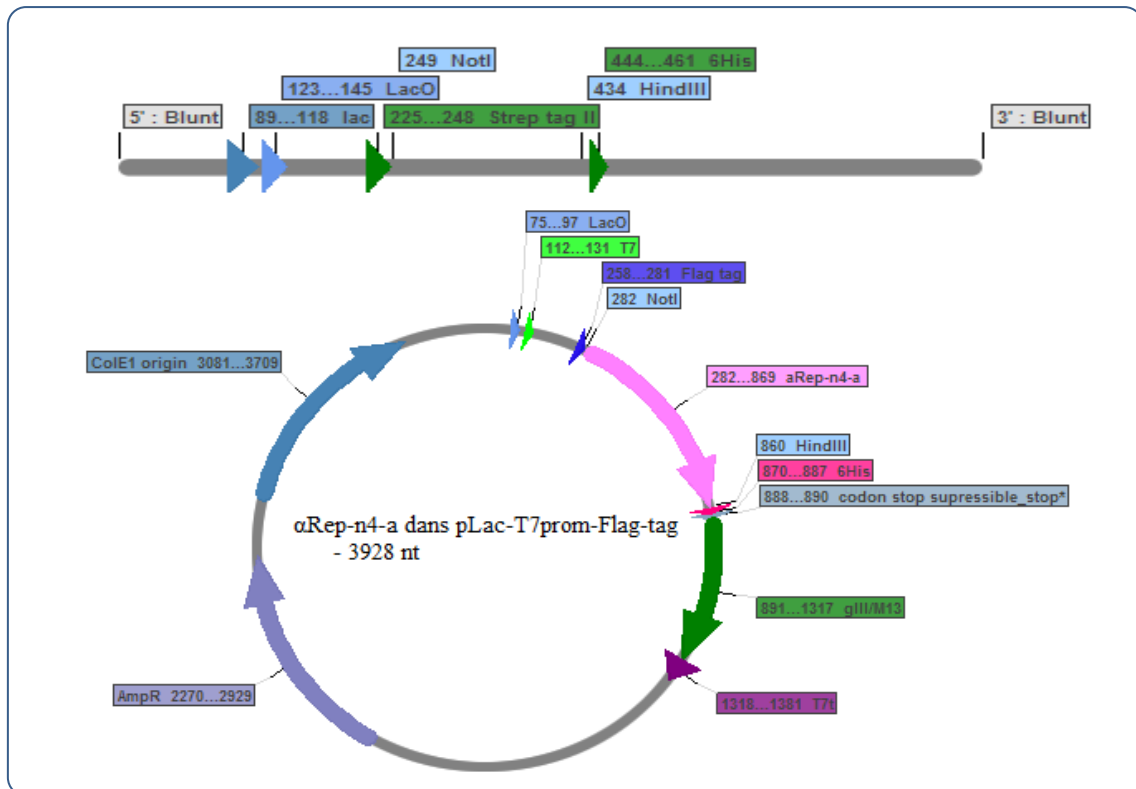 249 NotI
444...461 6His
123...145 LacO
434 HindIII
5' : Blunt
89...118 lac
225...248 Strep tag II
3' : Blunt
75...97 LacO
112...131 T7
258...281 Flag tag
282 NotI
ColE1 origin 3081...3709
282...869 aRep-n4-a
860 HindIII
870...887 6His
888...890 codon stop supressible_stop*
αRep-n4-a dans pLac-T7prom-Flag-tag
- 3928 nt
891...1317 gIII/M13
AmpR 2270...2929
1318...1381 T7t